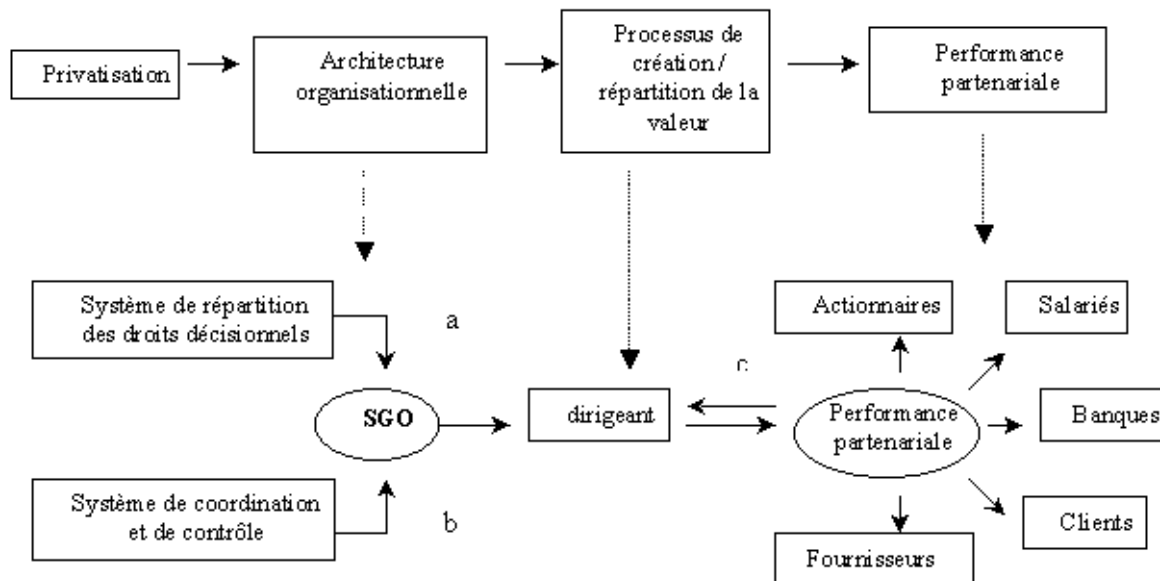 Privatisation
Architecture
organisationnelle
Processus de
création /
répartition de la
valeur
Performance
partenariale
Système de répartition
des droits décisionnels
a
Actionnaires
Salariés
c
SGO
dirigeant
Performance
partenariale
Banques
Système de coordination
et de contrôle
b
Clients
Fournisseurs